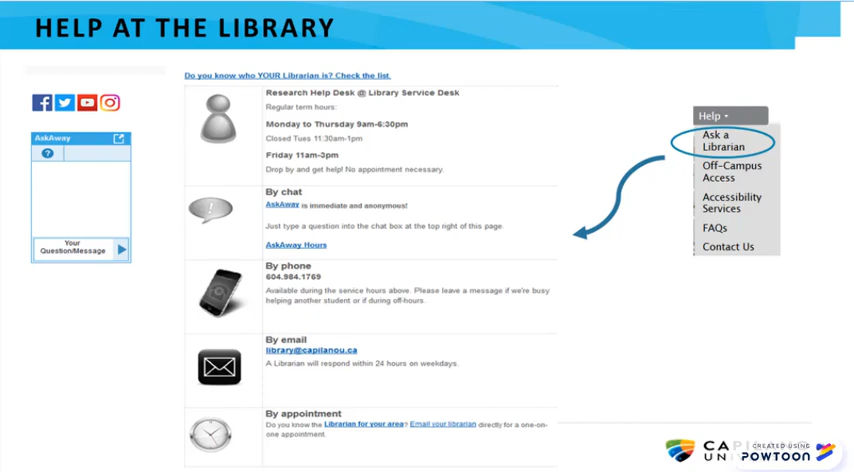 HELP AT THE LIBRARY
Do you know who YOUR Librarian is? Check the list.
Research Help Desk @ Library Service Desk
Regular term hours:
Monday to Thursday 9am-6:30pm
Closed Tues 11:30am-1pm
Friday 11am-3pm
Drop by and get help! No appointment necessary.
By chat
AskAway is immediate and anonymous!
Just type a question into the chat box at the top right of this page.
AskAway Hours
By phone
604.984.1769
Available during the service hours above. Please leave a message if we're busy
helping another student or if during off-hours.
By email
library@capilanou.ca
A Librarian will respond within 24 hours on weekdays.
By appointment
Do you know the Librarian for your area? Email your librarian directly for a one-on-
one appointment.
AskAway
?
Your
Question/Message
Help
Ask a
Librarian
Off-Campus
Access
Accessibility
Services
FAQs
Contact Us
CREATED USING
POWTOON